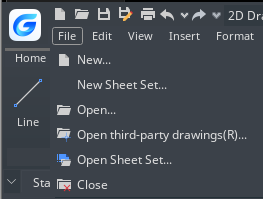 2D Dra
File Edit View Insert Format
Home
New...
New Sheet Set...
Open...
Line
Open third-party drawings(R)...
Open Sheet Set...
Sta
Close